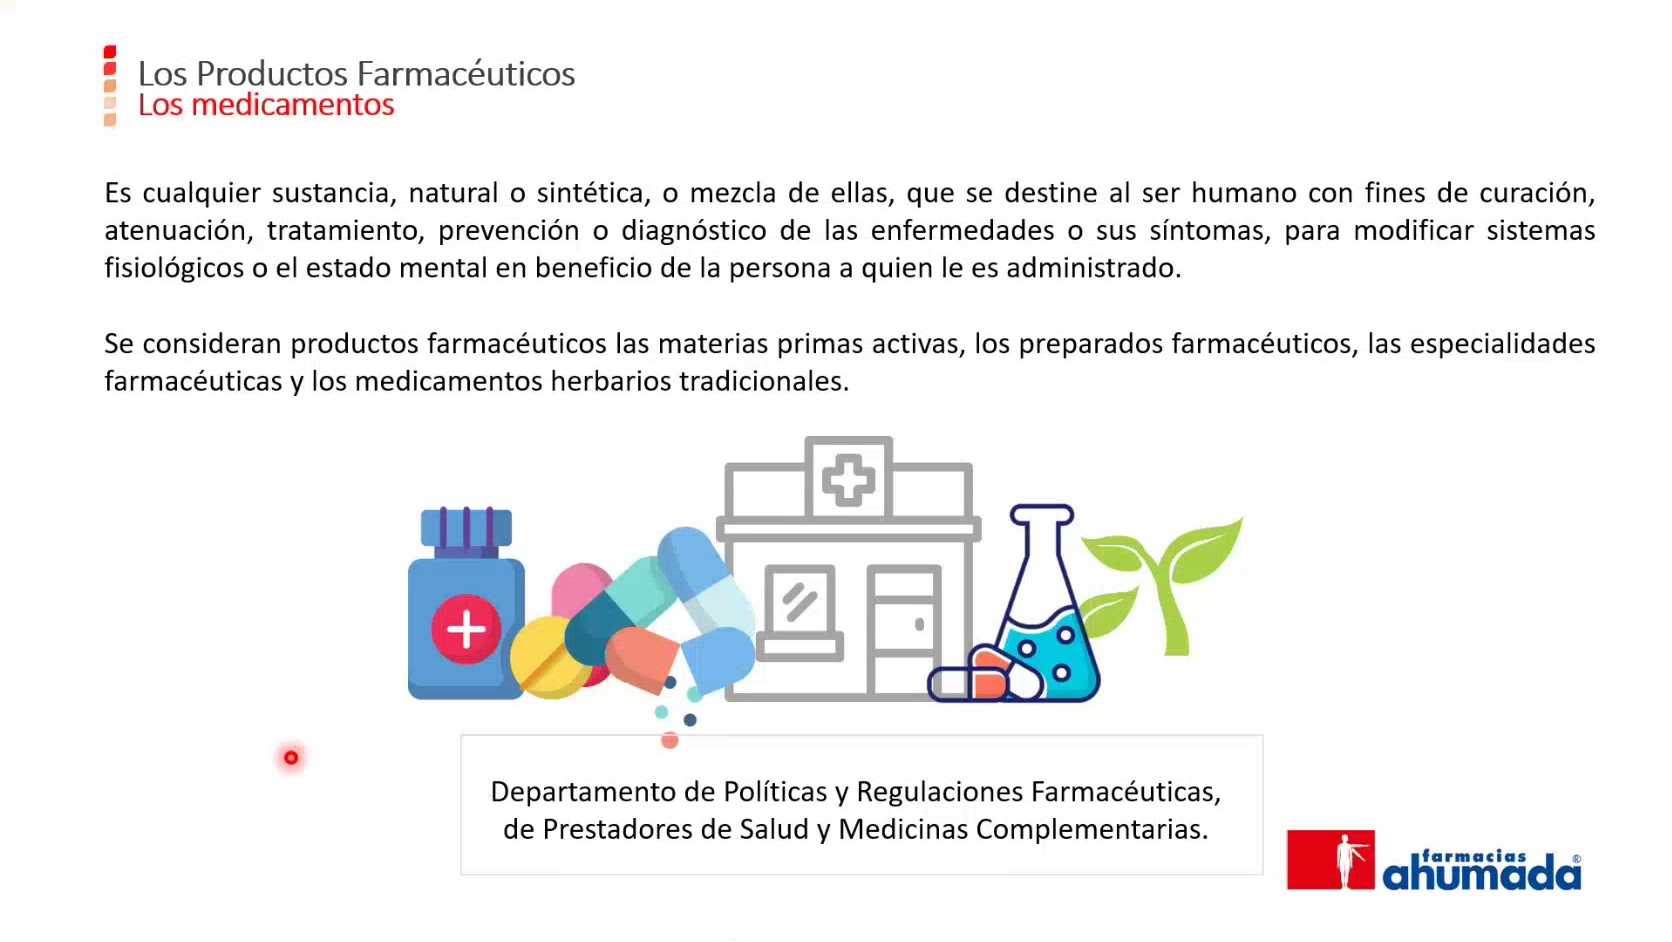 Los Productos Farmacéuticos
Los medicamentos
Es cualquier sustancia, natural o sintética, o mezcla de ellas, que se destine al ser humano con fines de curación,
atenuación, tratamiento, prevención o diagnóstico de las enfermedades o sus síntomas, para modificar sistemas
fisiológicos o el estado mental en beneficio de la persona a quien le es administrado.
Se consideran productos farmacéuticos las materias primas activas, los preparados farmacéuticos, las especialidades
farmacéuticas y los medicamentos herbarios tradicionales.
Departamento de Políticas y Regulaciones Farmacéuticas,
de Prestadores de Salud y Medicinas Complementarias.
farmacias
ahumada®